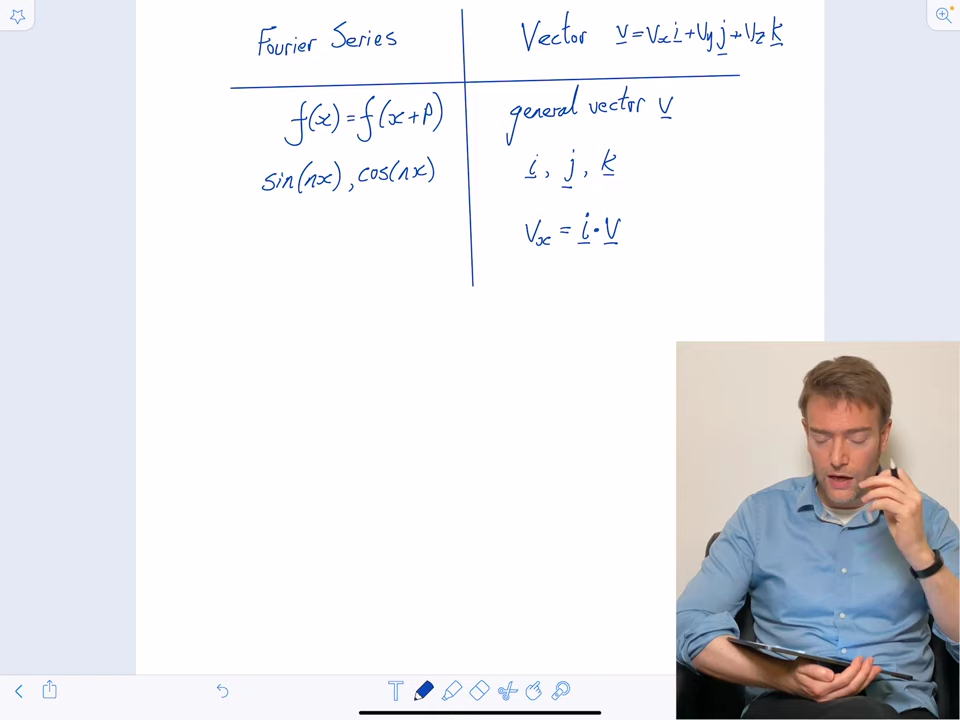 Fourier Series
Vector v = Vx i + Vy j + Vz k
f(x) = f(x+P)
general vector v
sin(nx), cos(nx)
i, j, k
Vx = i · v
T